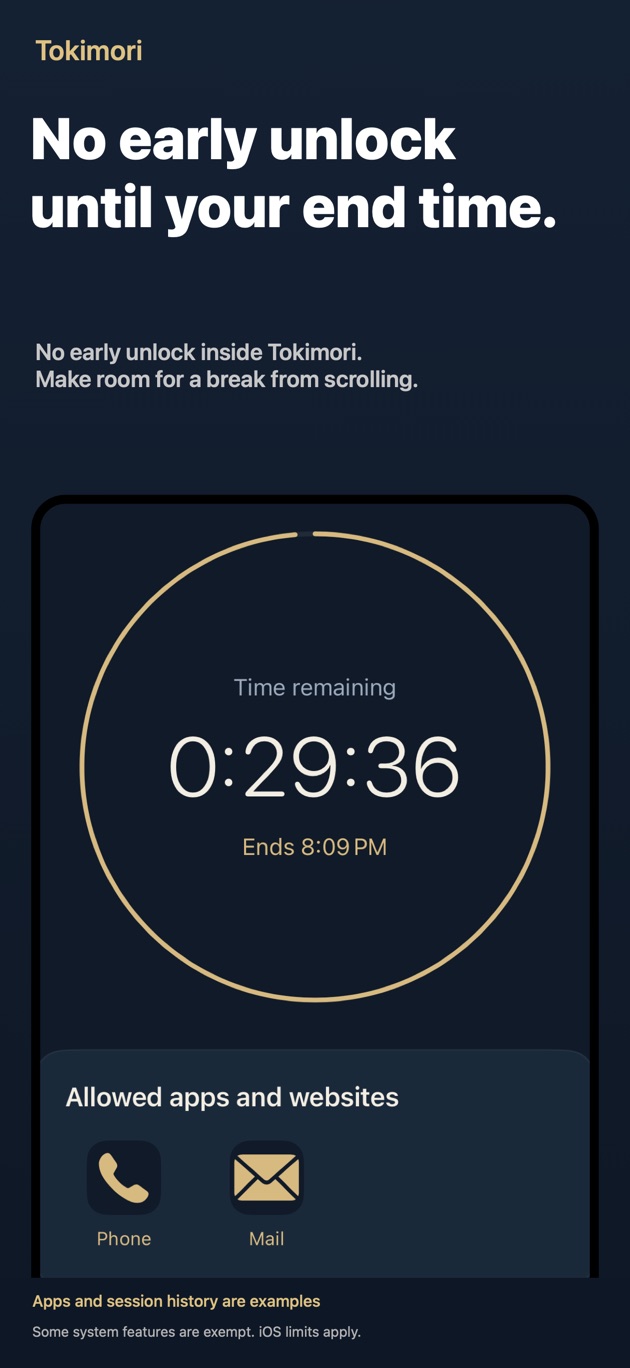 Tokimori
No early unlock
until your end time.
No early unlock inside Tokimori.
Make room for a break from scrolling.
Time remaining
0:29:36
Ends 8:09 PM
Allowed apps and websites
Phone
Mail
Apps and session history are examples
Some system features are exempt. iOS limits apply.